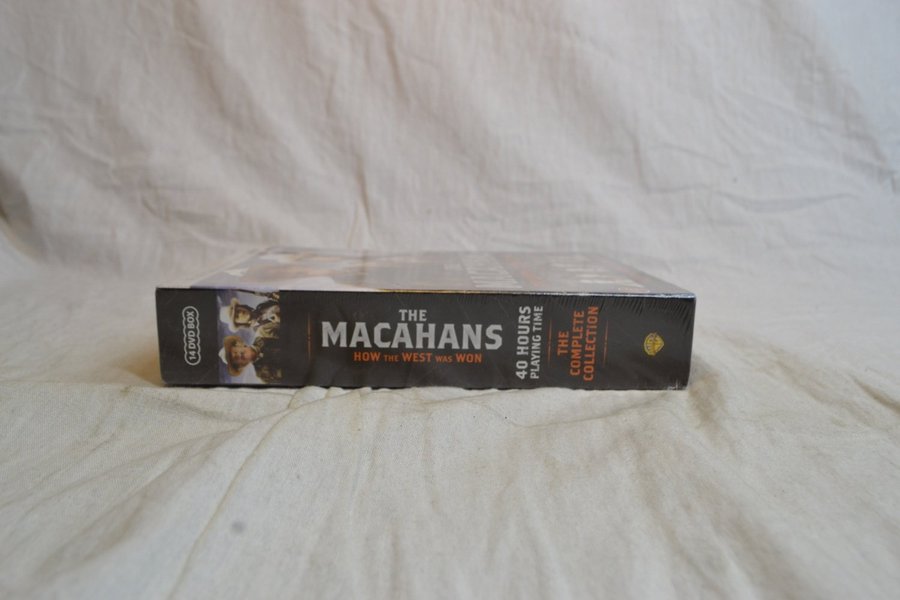 14 DVD BOX
THE
MACAHANS
HOW THE WEST WAS WON
40 HOURS
PLAYING TIME
THE
COMPLETE
COLLECTION